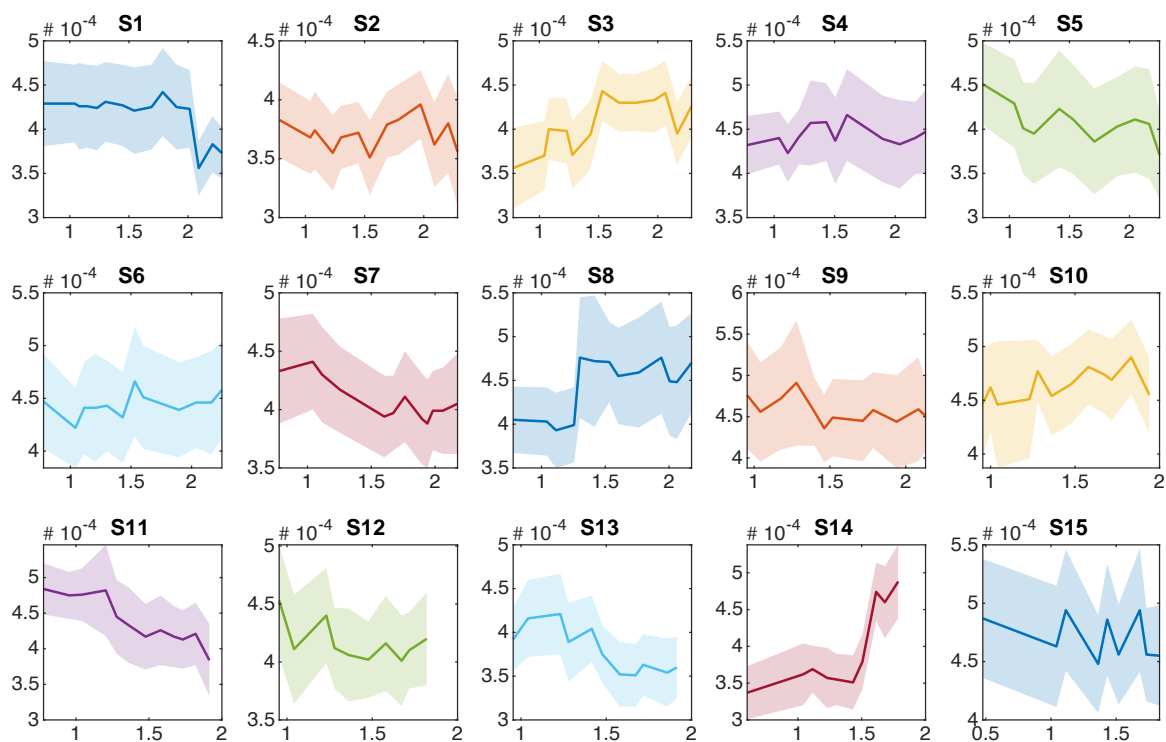 # 10⁻⁴ S1 # 10⁻⁴ S2 # 10⁻⁴ S3 # 10⁻⁴ S4 # 10⁻⁴ S5
5 4.5 5 5.5 5
4.5 4 4.5 5 4.5
4 4 4.5 4
3.5 3.5 3.5 4 3.5
3 3 3 3.5 3
1 1.5 2 1 1.5 2 1 1.5 2 1 1.5 2 1 1.5 2
# 10⁻⁴ S6 # 10⁻⁴ S7 # 10⁻⁴ S8 # 10⁻⁴ S9 # 10⁻⁴ S10
5.5 5 5.5 6 5.5
5 4.5 5 5.5 5
4.5 4.5 5 4.5
4 4 4 4.5 4
3.5 3.5 4
1 1.5 2 1 1.5 2 1 1.5 2 1 1.5 2 1 1.5 2
# 10⁻⁴ S11 # 10⁻⁴ S12 # 10⁻⁴ S13 # 10⁻⁴ S14 # 10⁻⁴ S15
5 5 5 5 5.5
4.5 4.5 4.5 4.5 5
4 4 4 4 4.5
3.5 3.5 3.5
3 3.5 3 3 4
1 1.5 2 1 1.5 2 1 1.5 2 1 1.5 2 0.5 1 1.5